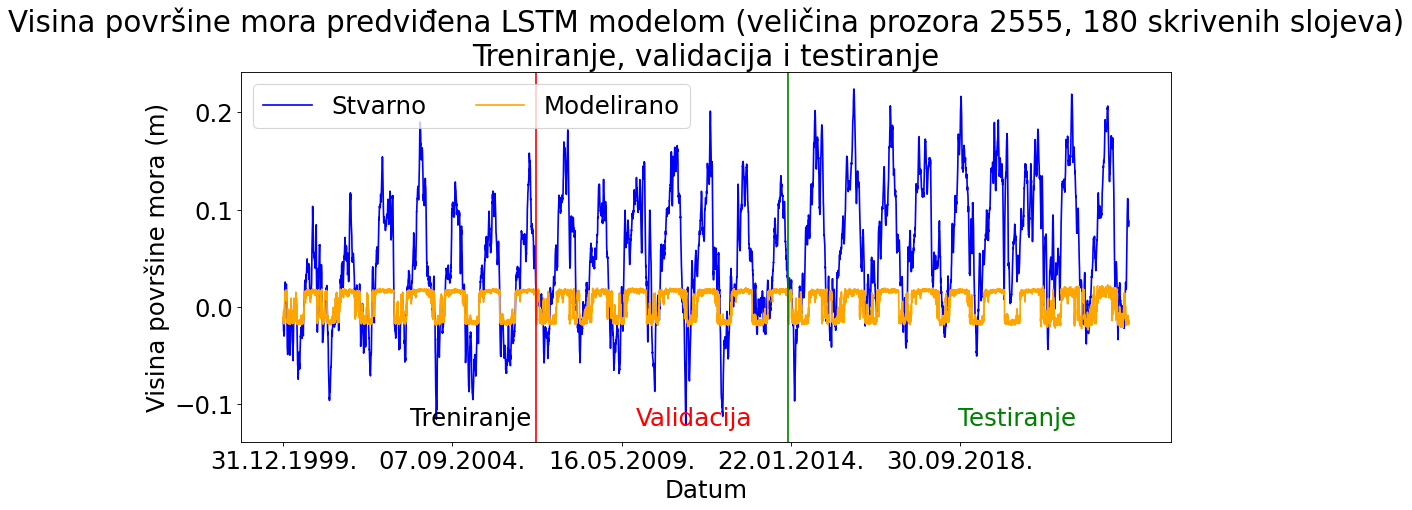 Visina površine mora predviđena LSTM modelom (veličina prozora 2555, 180 skrivenih slojeva)
Treniranje, validacija i testiranje
Stvarno
Modelirano
Visina površine mora (m)
0.2
0.1
0.0
−0.1
Treniranje
Validacija
Testiranje
31.12.1999.
07.09.2004.
16.05.2009.
22.01.2014.
30.09.2018.
Datum